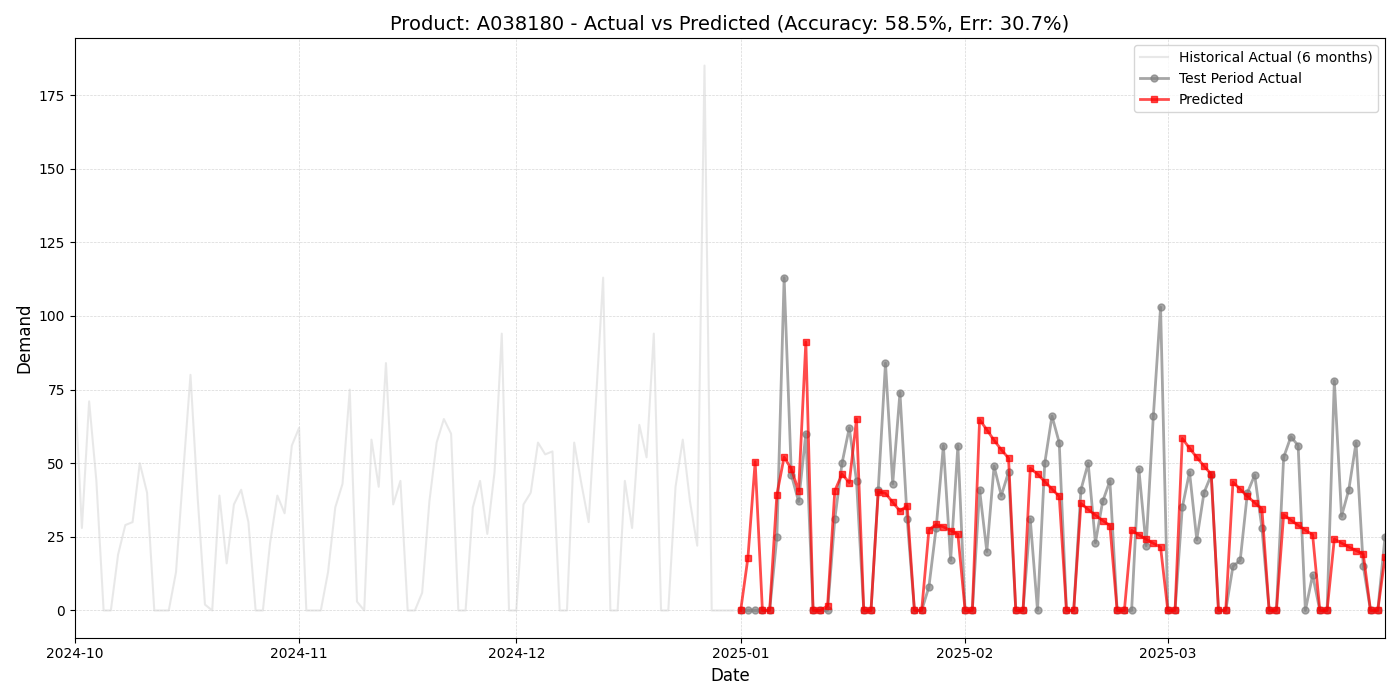 Product: A038180 - Actual vs Predicted (Accuracy: 58.5%, Err: 30.7%)
Historical Actual (6 months)
Test Period Actual
Predicted
Demand
175
150
125
100
75
50
25
0
2024-10
2024-11
2024-12
2025-01
2025-02
2025-03
Date